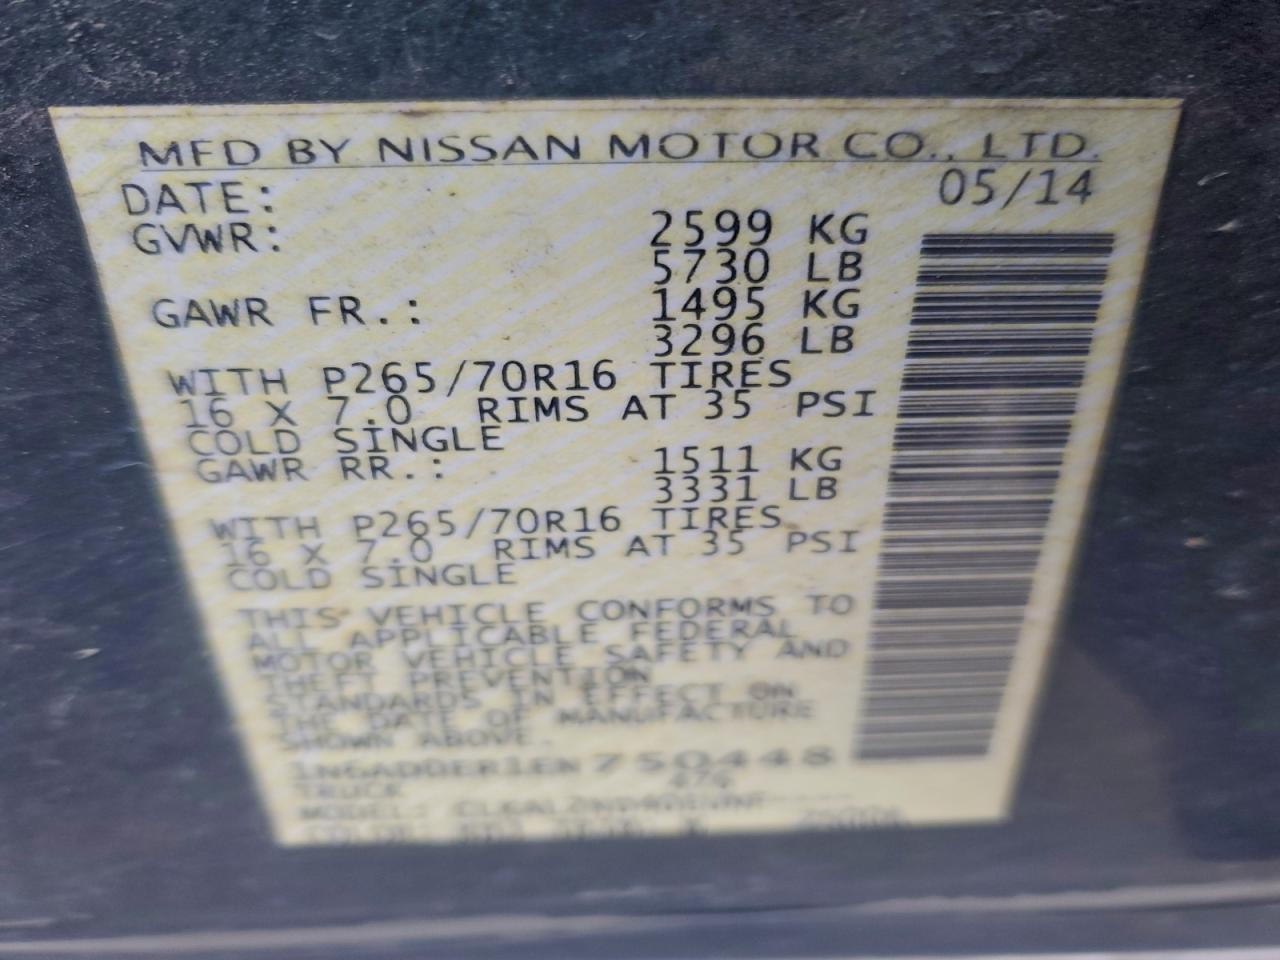 MFD BY NISSAN MOTOR CO., LTD.
DATE: 05/14
GVWR: 2599 KG
5730 LB
GAWR FR.: 1495 KG
3296 LB
WITH P265/70R16 TIRES
16 X 7.0 RIMS AT 35 PSI
COLD SINGLE
GAWR RR.: 1511 KG
3331 LB
WITH P265/70R16 TIRES
16 X 7.0 RIMS AT 35 PSI
COLD SINGLE
THIS VEHICLE CONFORMS TO
ALL APPLICABLE FEDERAL
MOTOR VEHICLE SAFETY AND
THEFT PREVENTION
STANDARDS IN EFFECT ON
THE DATE OF MANUFACTURE
SHOWN ABOVE.
1N6AD0ER1EN750448
TRUCK
MODEL:
COLOR: